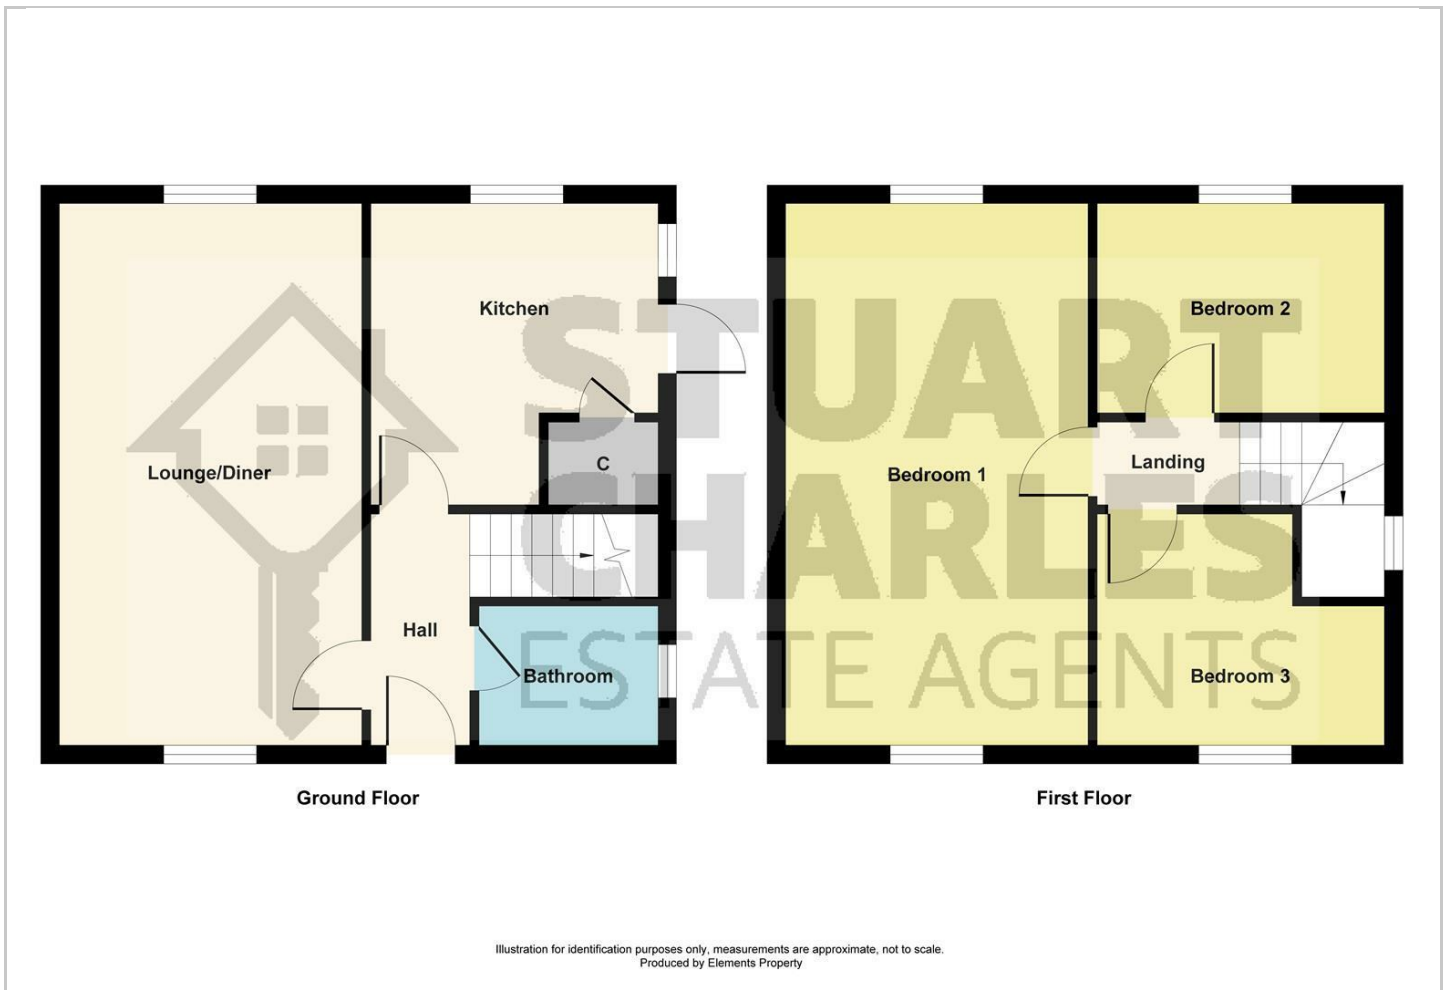 Kitchen
Lounge/Diner
C
Hall
Bathroom
Ground Floor
Bedroom 2
Bedroom 1
Landing
Bedroom 3
First Floor
STUART
CHARLES
ESTATE AGENTS
Illustration for identification purposes only, measurements are approximate, not to scale.
Produced by Elements Property